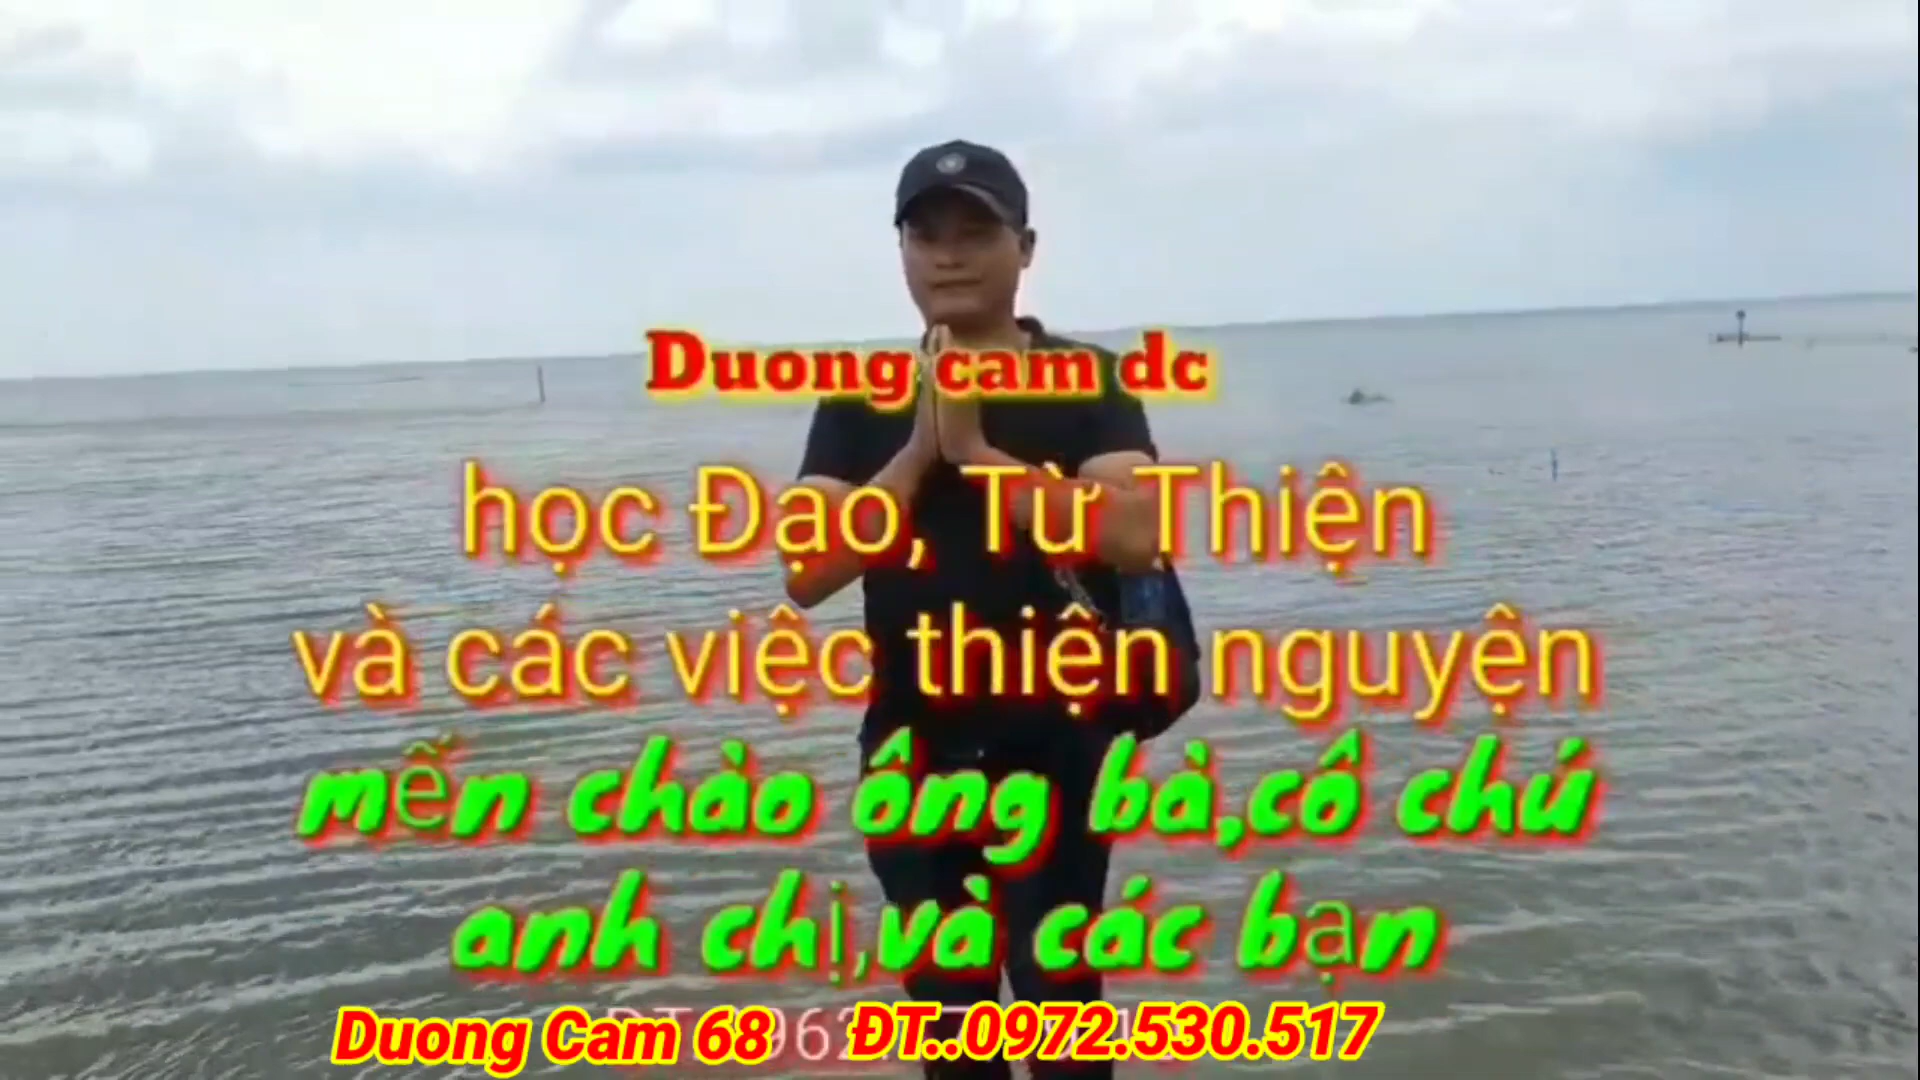 Duong cam dc
học Đạo, Từ Thiện
và các việc thiện nguyện
mến chào ông bà,cô chú
anh chị,và các bạn
Duong Cam 68 ĐT..0972.530.517